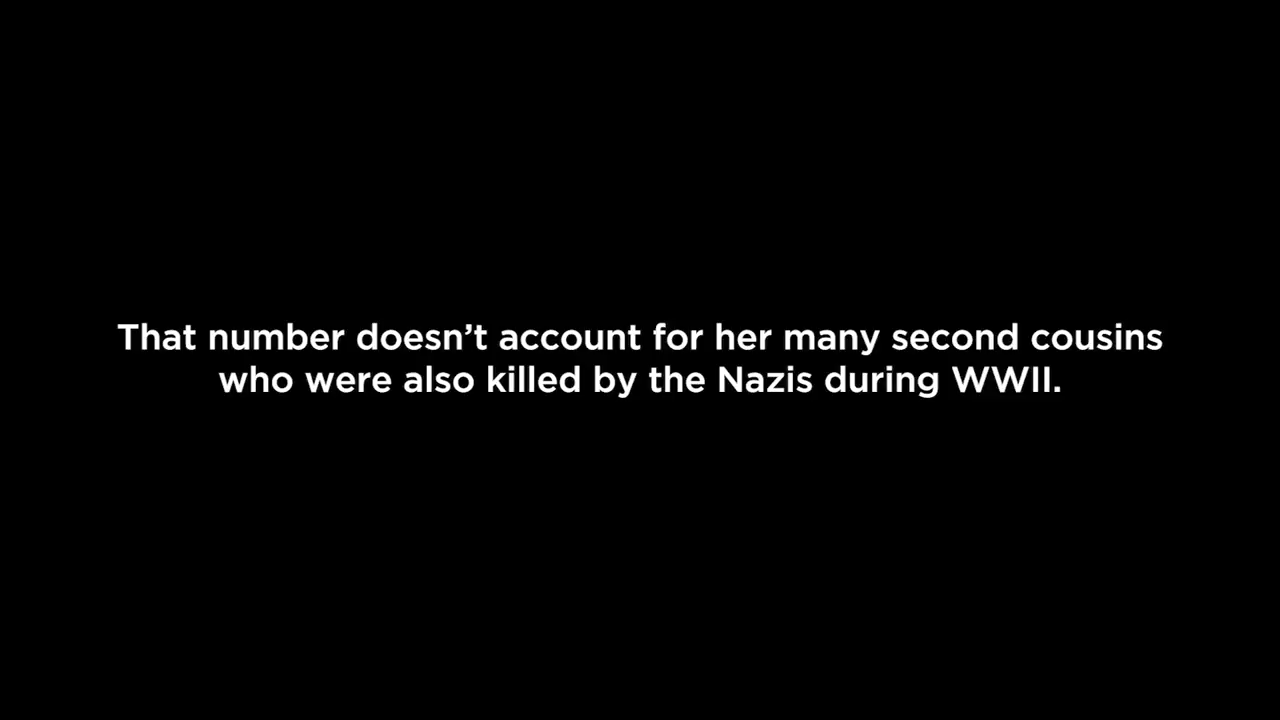 That number doesn’t account for her many second cousins
who were also killed by the Nazis during WWII.